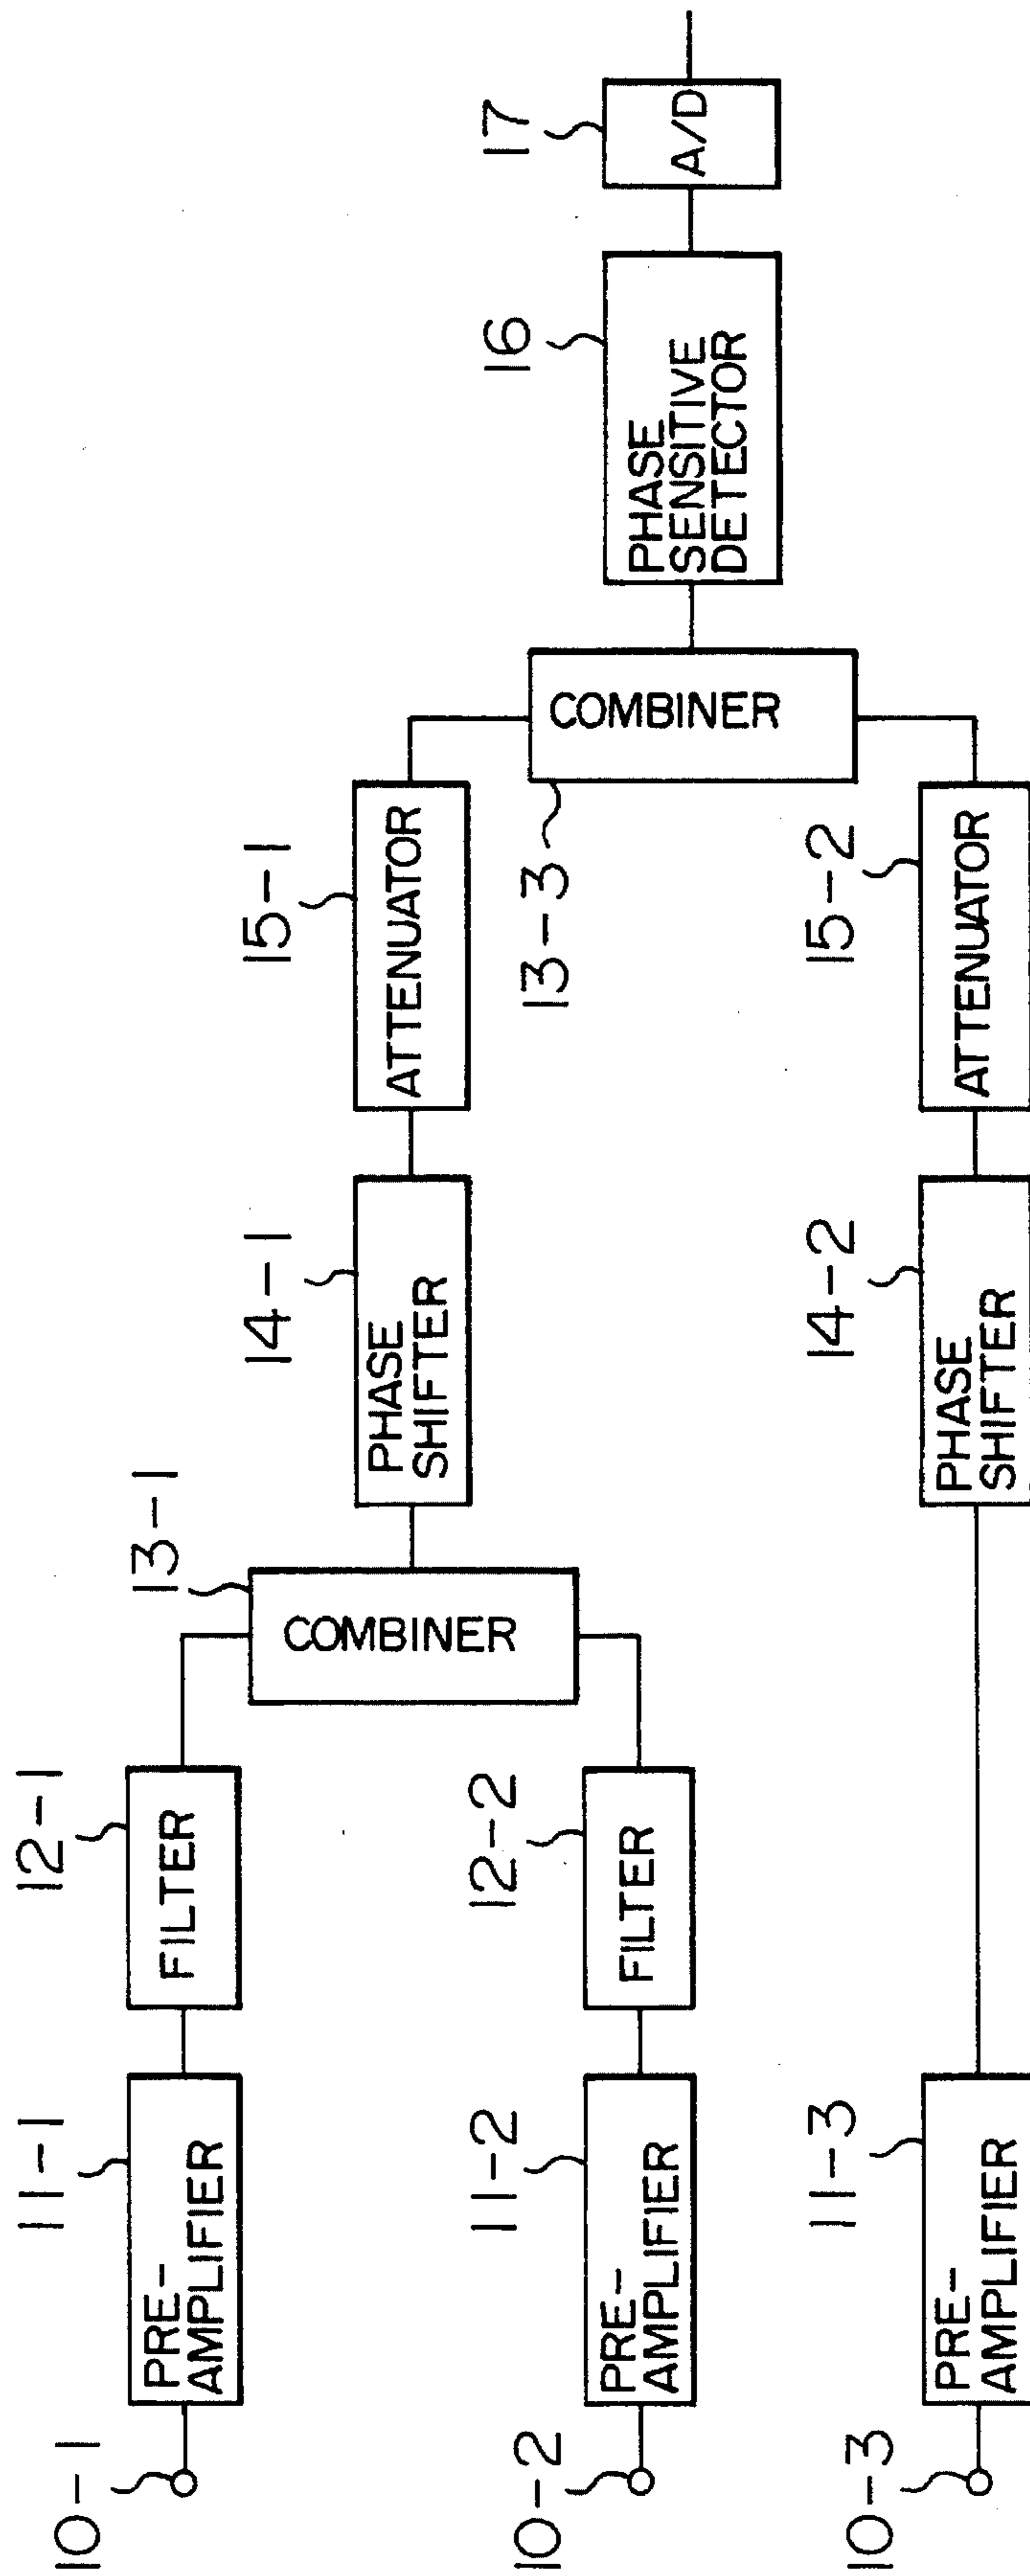 10-1
11-1
PRE-
AMPLIFIER
12-1
FILTER
13-1
COMBINER
14-1
PHASE
SHIFTER
15-1
ATTENUATOR
10-2
11-2
PRE-
AMPLIFIER
12-2
FILTER
13-3
COMBINER
16
PHASE
SENSITIVE
DETECTOR
17
A/D
10-3
11-3
PRE-
AMPLIFIER
14-2
PHASE
SHIFTER
15-2
ATTENUATOR